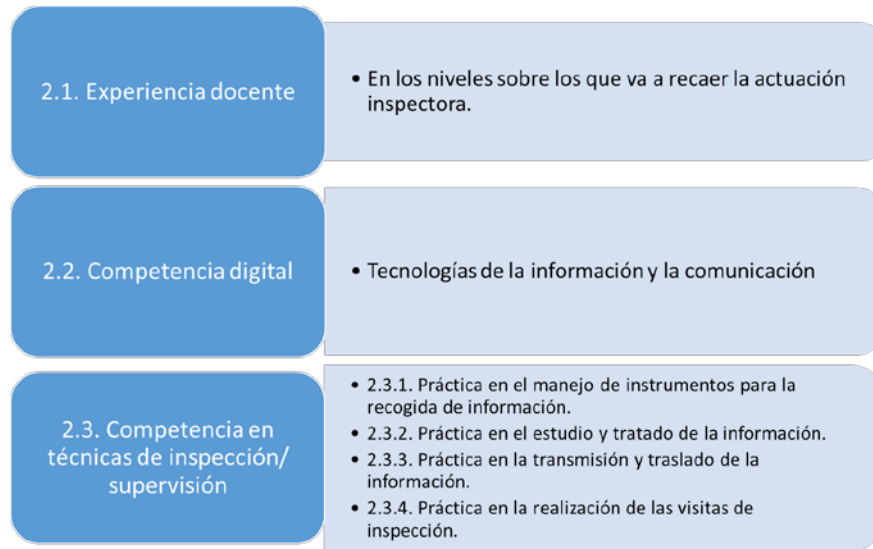 2.1. Experiencia docente
• En los niveles sobre los que va a recaer la actuación
inspectora.
2.2. Competencia digital
• Tecnologías de la información y la comunicación
2.3. Competencia en
técnicas de inspección/
supervisión
• 2.3.1. Práctica en el manejo de instrumentos para la
recogida de información.
• 2.3.2. Práctica en el estudio y tratado de la información.
• 2.3.3. Práctica en la transmisión y traslado de la
información.
• 2.3.4. Práctica en la realización de las visitas de
inspección.